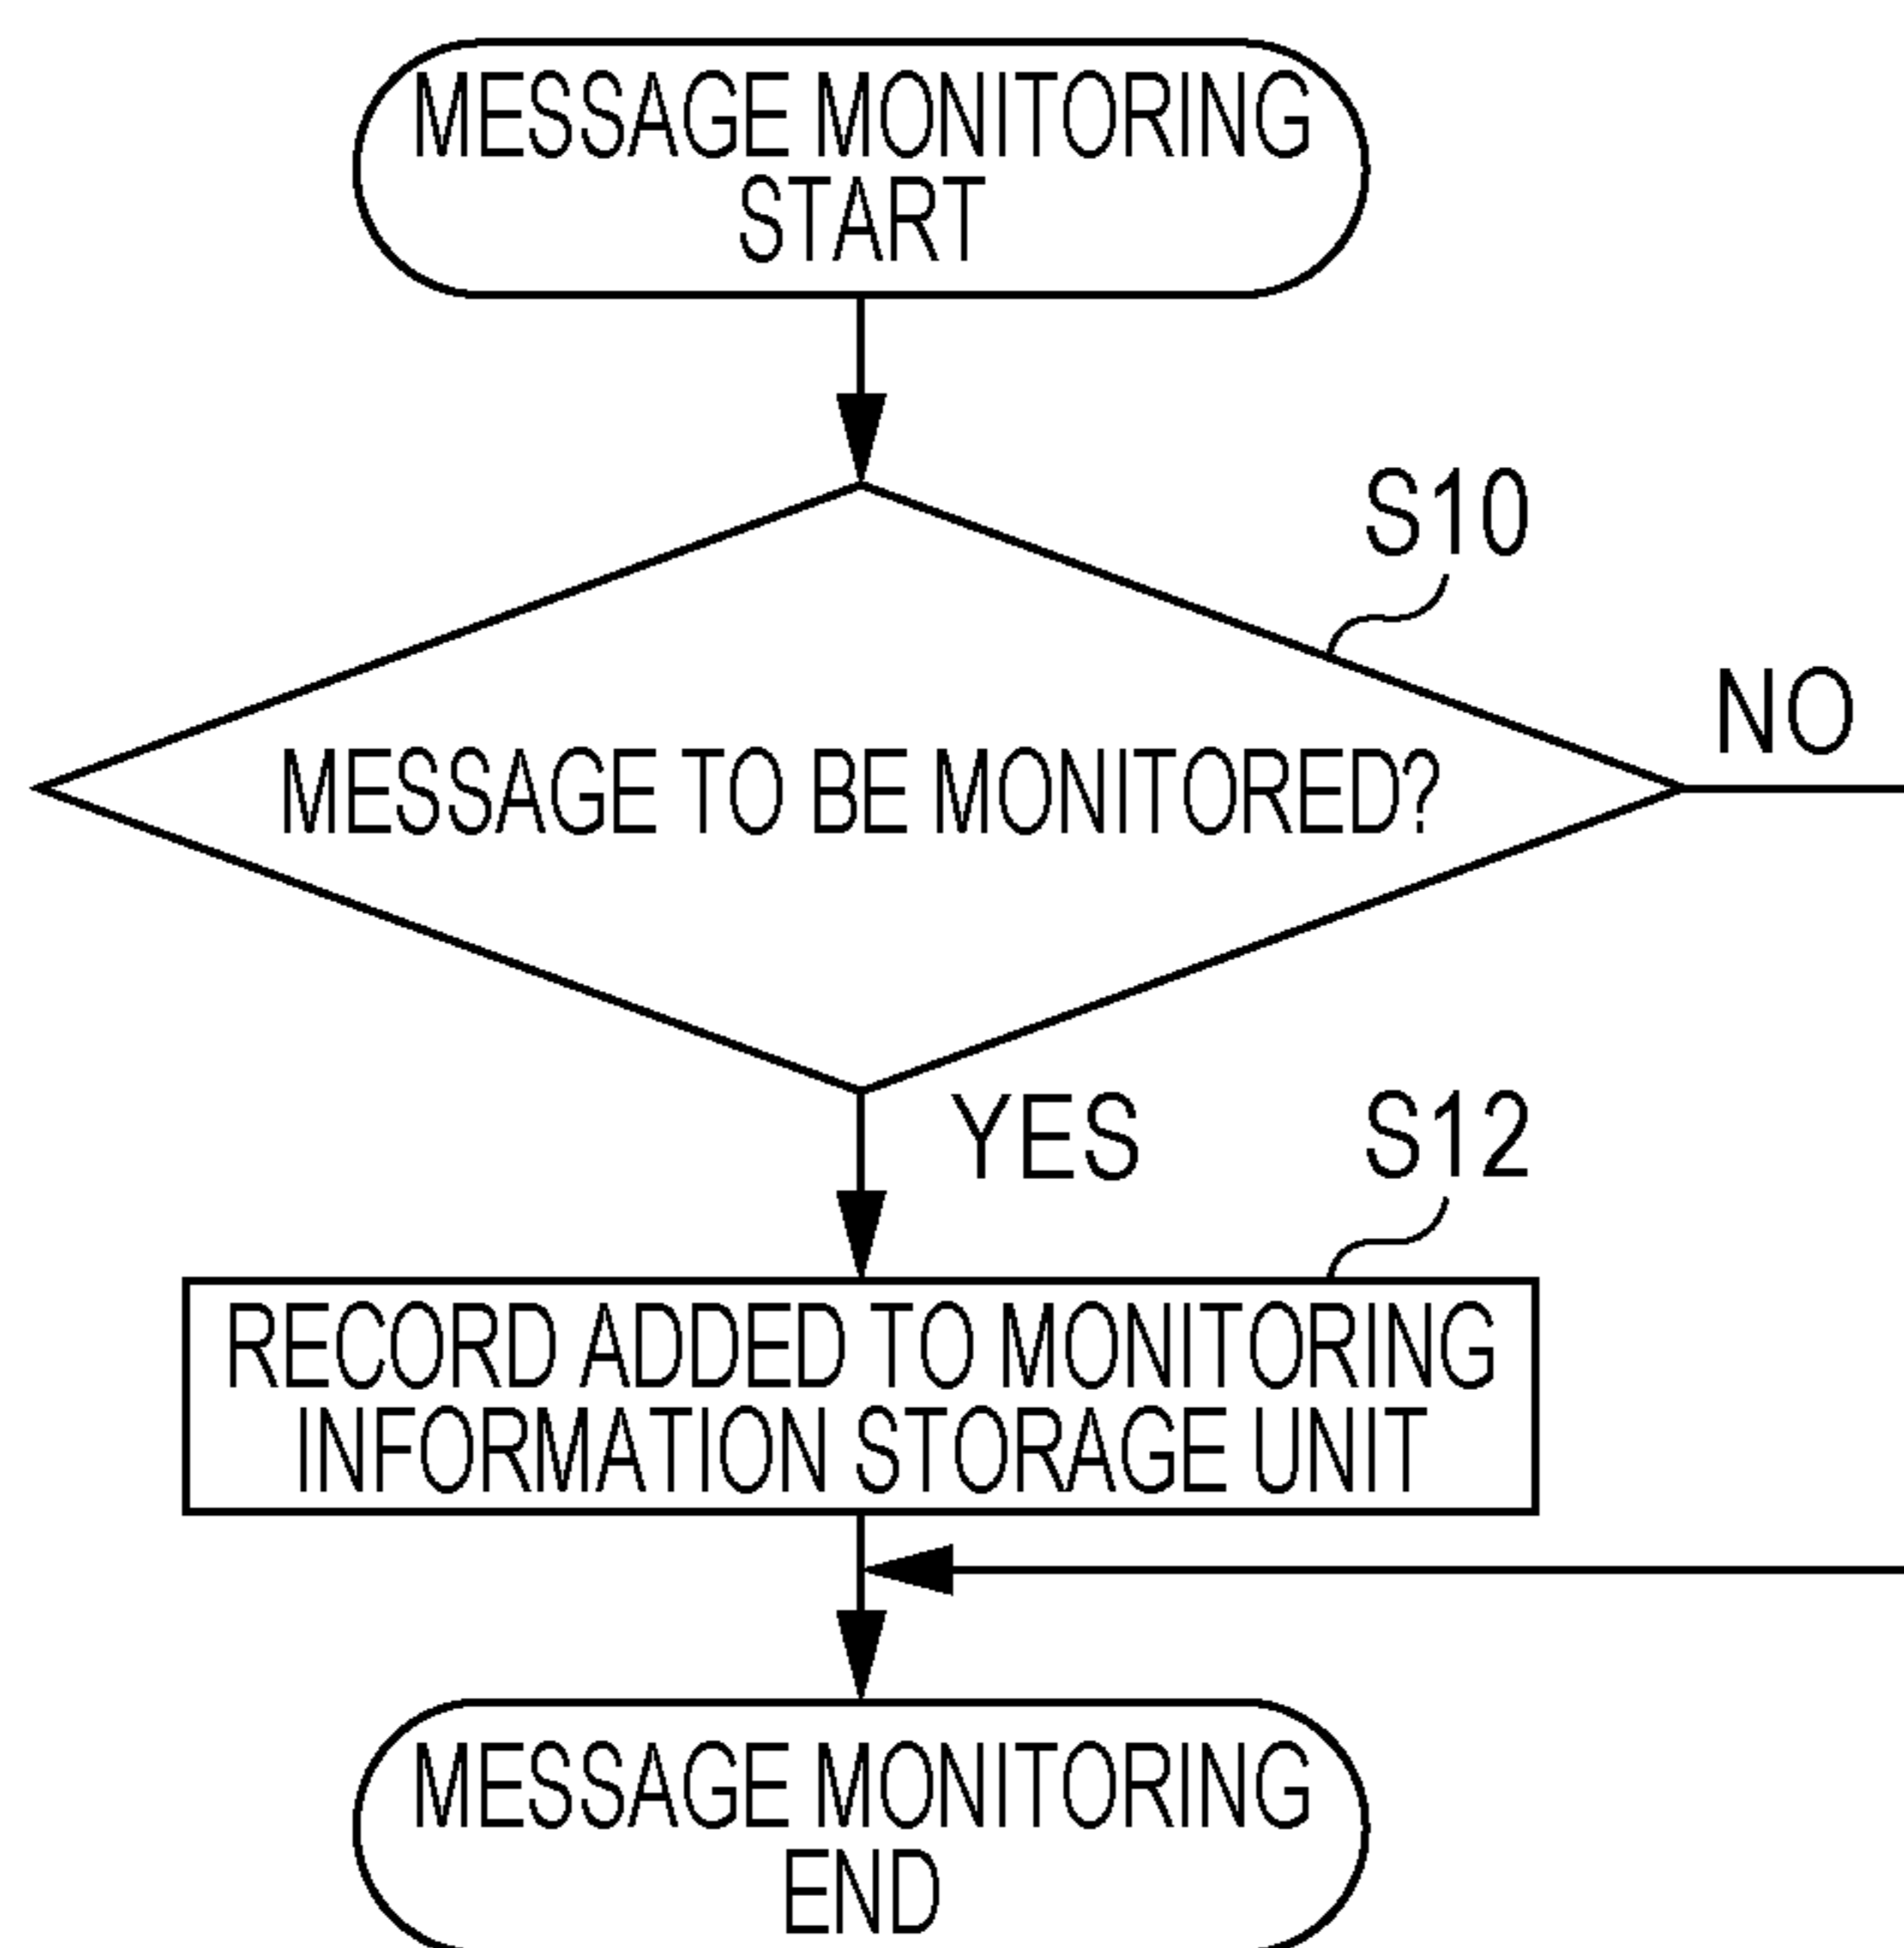 MESSAGE MONITORING
START
S10
NO
MESSAGE TO BE MONITORED?
YES
S12
RECORD ADDED TO MONITORING
INFORMATION STORAGE UNIT
MESSAGE MONITORING
END